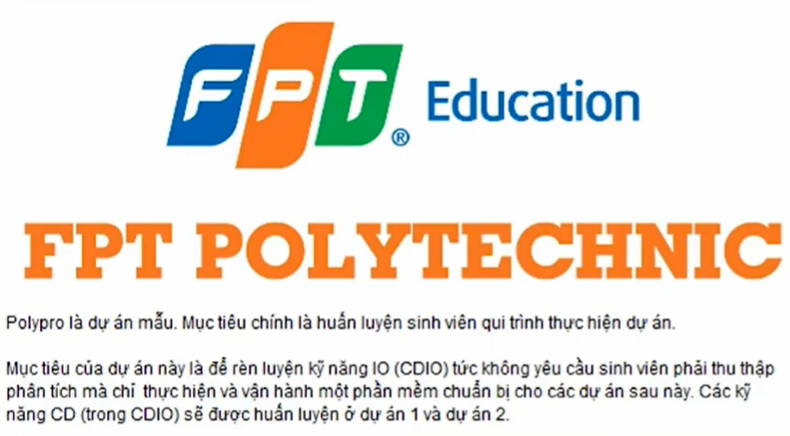 FPT® Education
FPT POLYTECHNIC
Polypro là dự án mẫu. Mục tiêu chính là huấn luyện sinh viên qui trình thực hiện dự án.
Mục tiêu của dự án này là để rèn luyện kỹ năng IO (CDIO) tức không yêu cầu sinh viên phải thu thập
phân tích mà chỉ thực hiện và vận hành một phần mềm chuẩn bị cho các dự án sau này. Các kỹ
năng CD (trong CDIO) sẽ được huấn luyện ở dự án 1 và dự án 2.